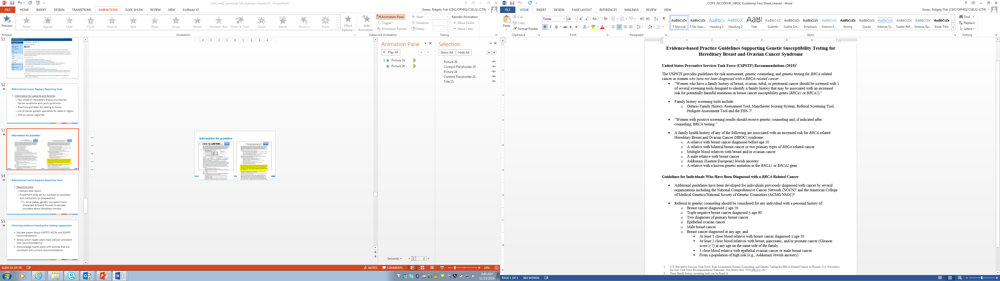 CDC_web_resources GA_webinar cleared v5 - PowerPoint
FILE HOME INSERT DESIGN TRANSITIONS ANIMATIONS SLIDE SHOW REVIEW VIEW EndNote X7
Green, Ridgely Fisk (CDC/OPHSS/CSELS) (CTR)
Preview
None Appear Fade Fly In Float In Split Wipe Shape Wheel Random Bars Grow & Turn Zoom Swivel Bounce Pulse
Effect Options
Add Animation
Animation Pane
Trigger
Animation Painter
Start:
Duration:
Delay:
Reorder Animation
Move Earlier
Move Later
Preview Animation Advanced Animation Timing
51
52
Bidirectional Cancer Registry Reporting Tools
Information for patients and families
– Fact sheet on Hereditary Breast and Ovarian
Cancer syndrome and Lynch syndrome
– Brochure and letter for talking to family
– List of cancer genetic specialists for state or region
– FAQ on cancer registries
53
Information for providers
54
Bidirectional Cancer Registry Reporting Tools
Reporting tools
– Sample data report
– PowerPoint slide set for outreach to providers
and institutions (in preparation)
In some states, genetic counselors have
presented at Grand Rounds to educate
providers about hereditary cancers
55
Informing evidence-based policy making: approaches
Educate payers about USPSTF, NCCN, and EGAPP
recommendations
Assess which health plans have policies consistent
with recommendations
Acknowledge health plans with policies that are
consistent with current recommendations
4 3 2 1 0 1 2 3 4
2 1 0 1 2
Information for providers
Click to add text
Animation Pane
Play All
1 Picture 24
Picture 26
Seconds 0 2
Selection
Show All Hide All
Picture 26
Content Placeholder 25
Picture 24
Content Placeholder 21
Title 15
SLIDE 53 OF 70 NOTES COMMENTS 33%
9:49 AM
11/15/2016
COPY_NCCDPHP_HBOC Guidelines Fact Sheet.cleared - Word
FILE HOME INSERT DESIGN PAGE LAYOUT REFERENCES MAILINGS REVIEW VIEW
Green, Ridgely Fisk (CDC/OPHSS/CSELS) (CTR)
Paste
Cut
Copy
Format Painter
Times 14
¶ Normal ¶ No Spac... Heading 1 Heading 2 Title Subtitle Subtle Em... Emphasis Intense E... Strong Quote Intense Q... Subtle Ref... Intense Re... Book Title
Find
Replace
Select
Clipboard Font Paragraph Styles Editing
1 2 3 4 5 6 7
Evidence-based Practice Guidelines Supporting Genetic Susceptibility Testing for
Hereditary Breast and Ovarian Cancer Syndrome
United States Preventive Services Task Force (USPSTF) Recommendations (2015)¹
The USPSTF provides guidelines for risk assessment, genetic counseling, and genetic testing for BRCA-related
cancer in women who have not been diagnosed with a BRCA-related cancer:
• “Women who have a family history of breast, ovarian, tubal, or peritoneal cancer should be screened with 1
of several screening tools designed to identify a family history that may be associated with an increased
risk for potentially harmful mutations in breast cancer susceptibility genes (BRCA1 or BRCA2).”
• Family history screening tools include:
o Ontario Family History Assessment Tool, Manchester Scoring System, Referral Screening Tool,
Pedigree Assessment Tool and the FHS-7²
• “Women with positive screening results should receive genetic counseling and, if indicated after
counseling, BRCA testing.”
• A family health history of any of the following are associated with an increased risk for BRCA-related
Hereditary Breast and Ovarian Cancer (HBOC) syndrome:
o A relative with breast cancer diagnosed before age 50
o A relative with bilateral breast cancer or two primary types of BRCA-related cancer
o Multiple blood relatives with breast and/or ovarian cancer
o A male relative with breast cancer
o Ashkenazi (Eastern European) Jewish ancestry
o A relative with a known genetic mutation in the BRCA1 or BRCA2 gene
Guidelines for Individuals Who Have Been Diagnosed with a BRCA-Related Cancer
• Additional guidelines have been developed for individuals previously diagnosed with cancer by several
organizations including the National Comprehensive Cancer Network (NCCN)³ and the American College
of Medical Genetics/National Society of Genetic Counselors (ACMG/NSGC)⁴
• Referral to genetic counseling should be considered for any individual with a personal history of:
o Breast cancer diagnosed ≤ age 50
o Triple negative breast cancer diagnosed ≤ age 60
o Two diagnoses of primary breast cancer
o Epithelial ovarian cancer
o Male breast cancer
o Breast cancer diagnosed at any age, and
▪ At least 1 close blood relative with breast cancer diagnosed ≤ age 50
▪ At least 2 close blood relatives with breast, pancreatic, and/or prostate cancer (Gleason
score ≥ 7) at any age on the same side of the family
▪ 1 close blood relative with epithelial ovarian cancer or male breast cancer
▪ From a population of high risk (e.g., Ashkenazi Jewish ancestry)
1. U.S. Preventive Services Task Force. Risk Assessment, Genetic Counseling, and Genetic Testing for BRCA-Related Cancer in Women: U.S. Preventive
Services Task Force Recommendation Statement. Ann Intern Med. 2014;160:271-281.
2. These family history screening tools can be found at
PAGE 1 OF 1 383 WORDS